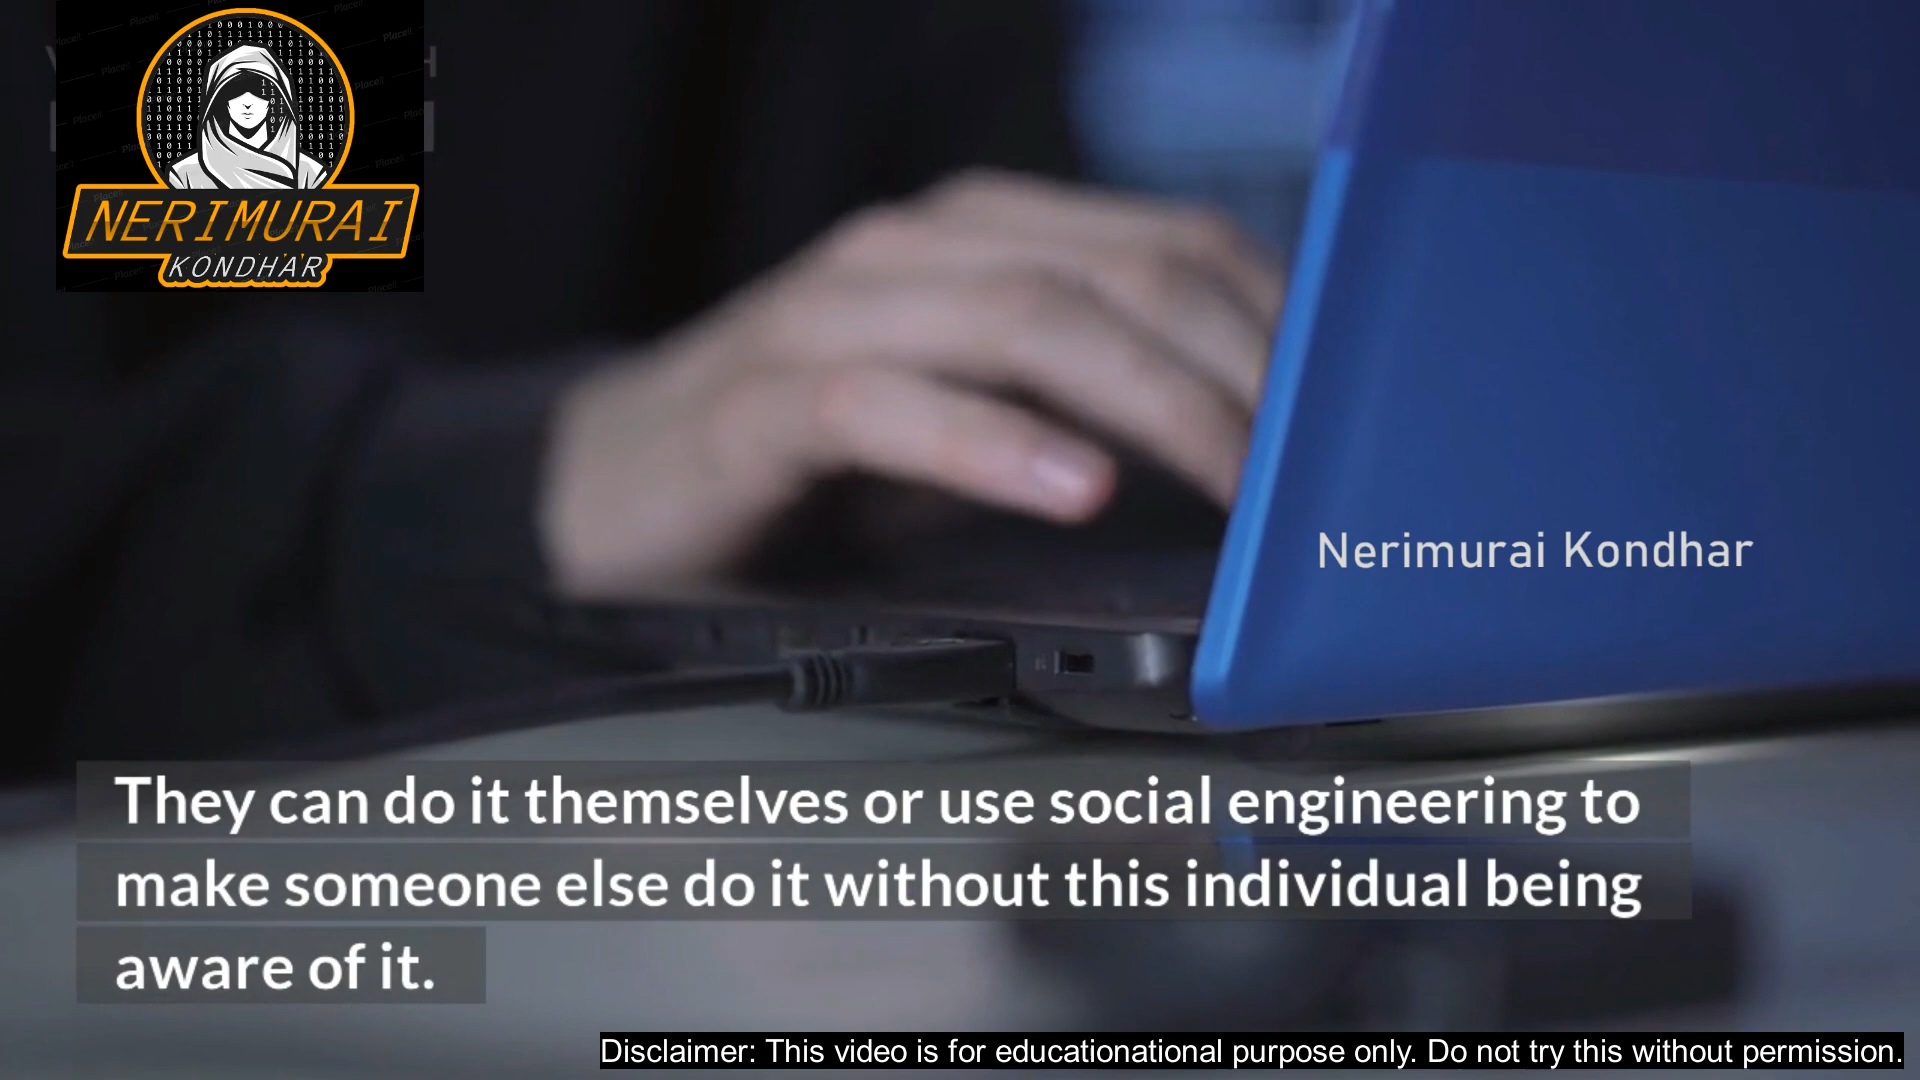 NERIMURAI
KONDHAR
Nerimurai Kondhar
They can do it themselves or use social engineering to
make someone else do it without this individual being
aware of it.
Disclaimer: This video is for educationational purpose only. Do not try this without permission.